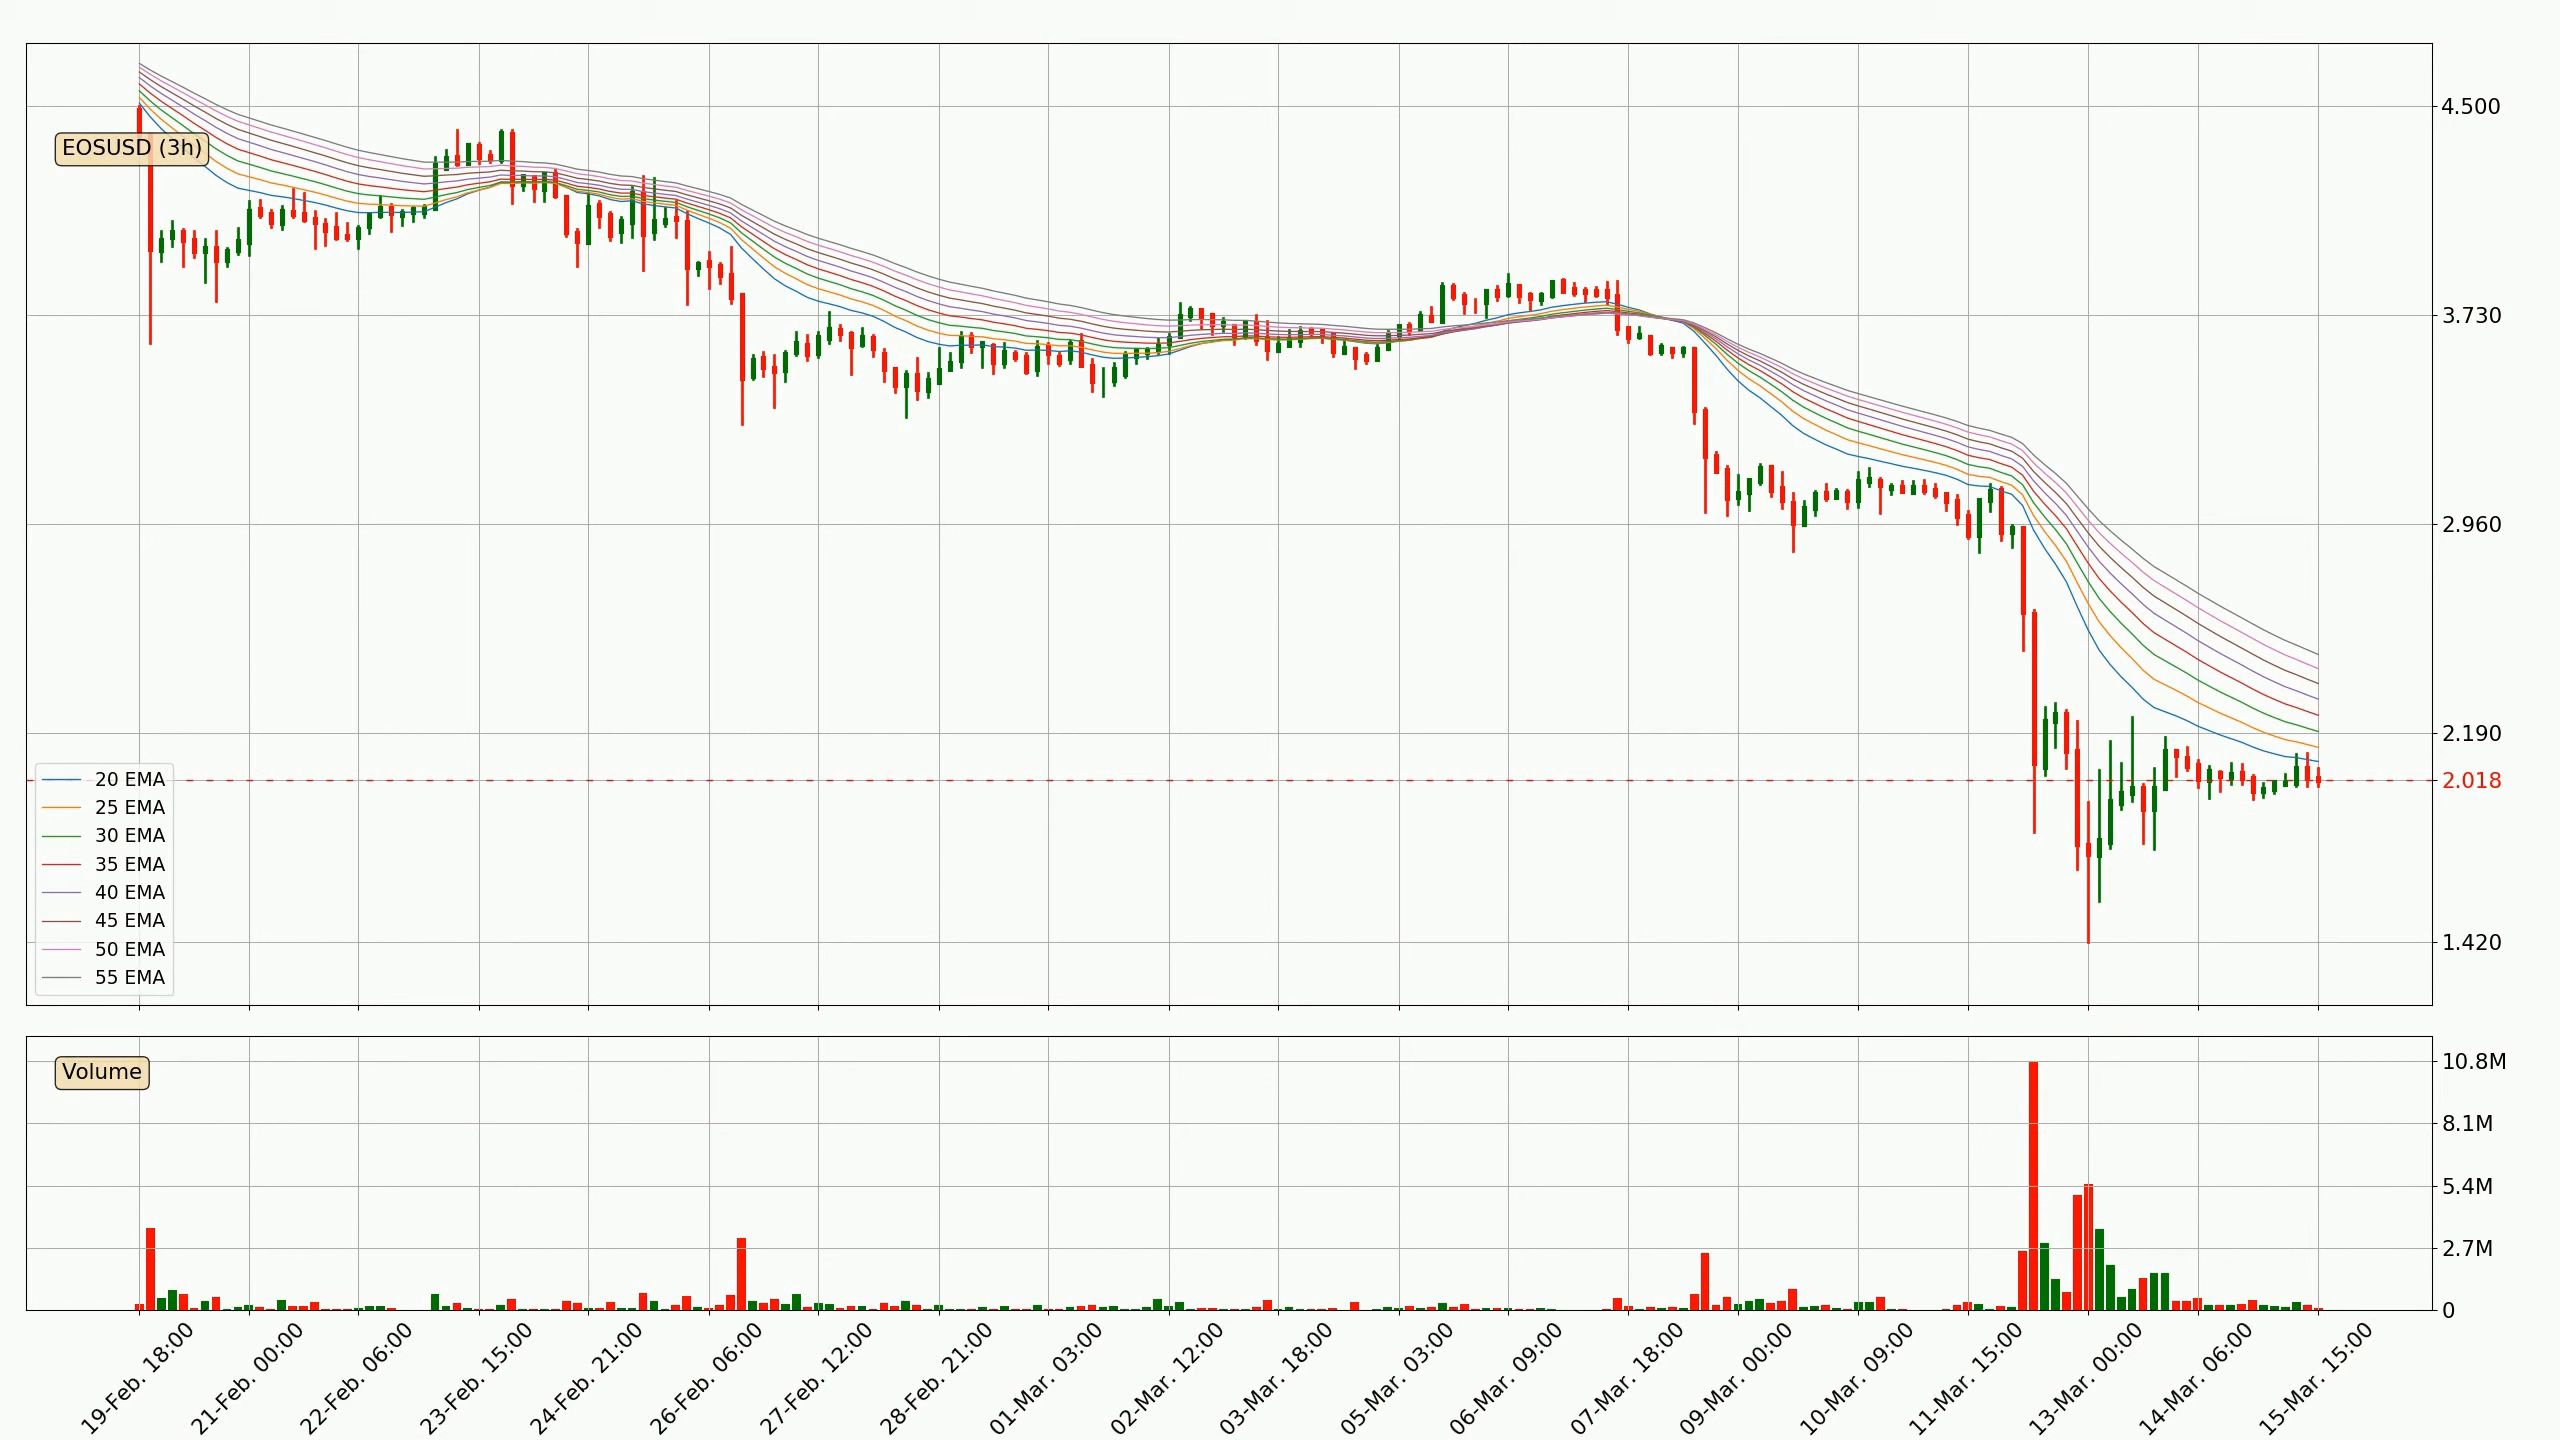 EOSUSD (3h)
4.500
3.730
2.960
2.190
2.018
1.420
20 EMA
25 EMA
30 EMA
35 EMA
40 EMA
45 EMA
50 EMA
55 EMA
Volume
10.8M
8.1M
5.4M
2.7M
0
19-Feb. 18:00
21-Feb. 00:00
22-Feb. 06:00
23-Feb. 15:00
24-Feb. 21:00
26-Feb. 06:00
27-Feb. 12:00
28-Feb. 21:00
01-Mar. 03:00
02-Mar. 12:00
03-Mar. 18:00
05-Mar. 03:00
06-Mar. 09:00
07-Mar. 18:00
09-Mar. 00:00
10-Mar. 09:00
11-Mar. 15:00
13-Mar. 00:00
14-Mar. 06:00
15-Mar. 15:00